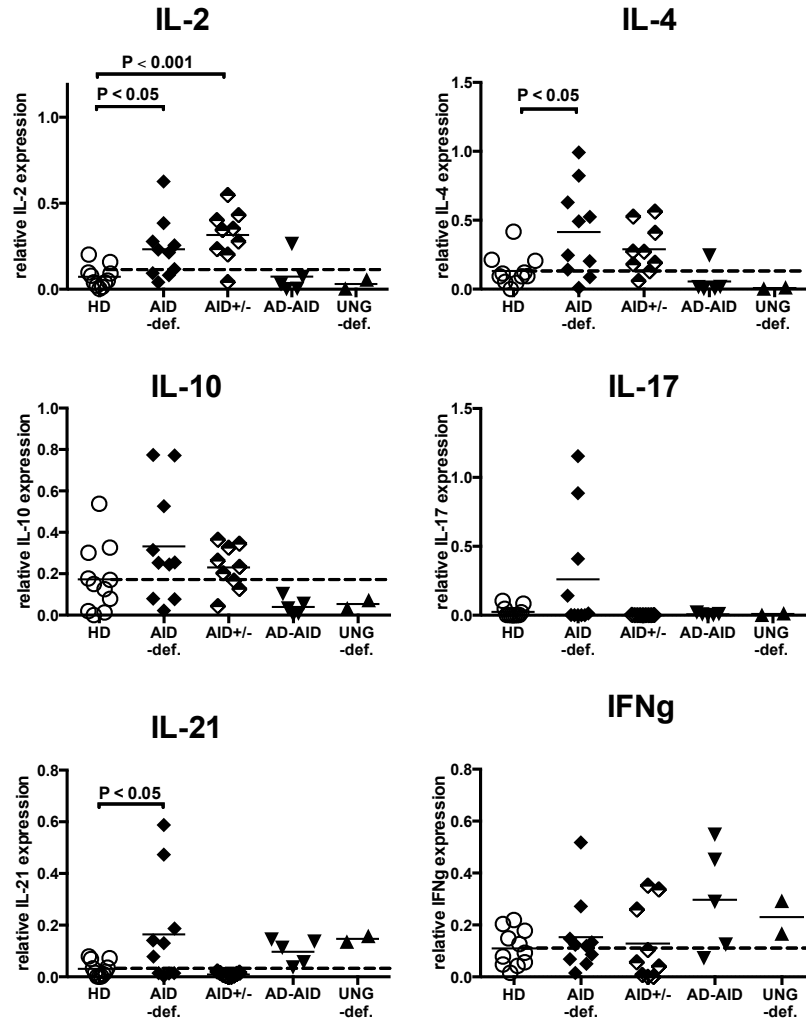 IL-2
P < 0.001
P < 0.05
relative IL-2 expression
1.0
0.5
0.0
HD
AID
-def.
AID+/-
AD-AID
UNG
-def.
IL-4
P < 0.05
relative IL-4 expression
1.5
1.0
0.5
0.0
HD
AID
-def.
AID+/-
AD-AID
UNG
-def.
IL-10
relative IL-10 expression
1.0
0.8
0.6
0.4
0.2
0.0
HD
AID
-def.
AID+/-
AD-AID
UNG
-def.
IL-17
relative IL-17 expression
1.5
1.0
0.5
0.0
HD
AID
-def.
AID+/-
AD-AID
UNG
-def.
IL-21
P < 0.05
relative IL-21 expression
0.8
0.6
0.4
0.2
0.0
HD
AID
-def.
AID+/-
AD-AID
UNG
-def.
IFNg
relative IFNg expression
0.8
0.6
0.4
0.2
0.0
HD
AID
-def.
AID+/-
AD-AID
UNG
-def.